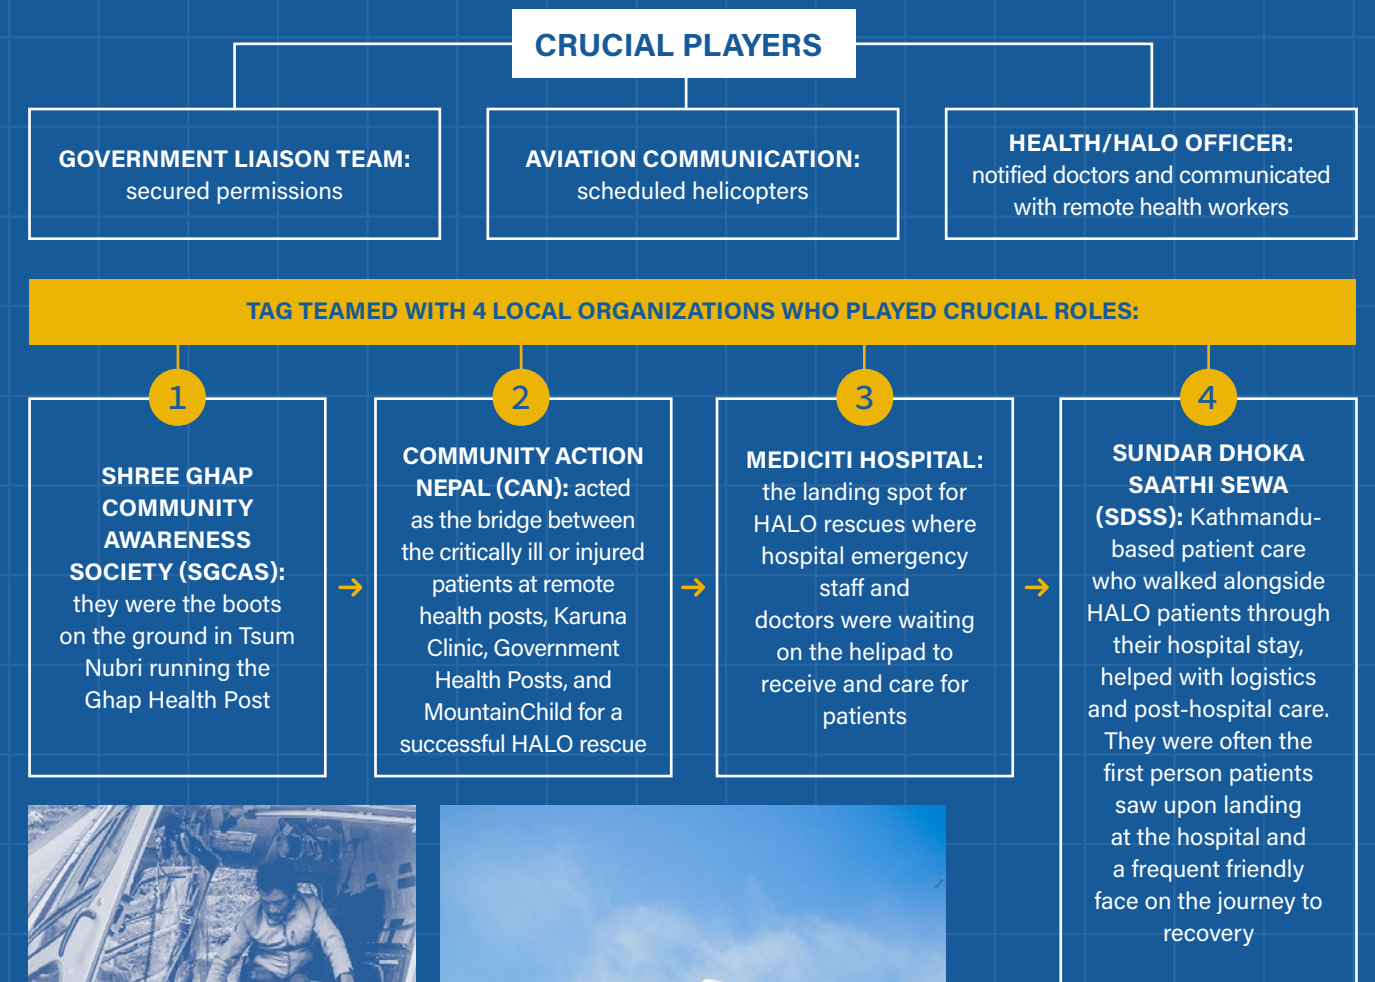 CRUCIAL PLAYERS
GOVERNMENT LIAISON TEAM:
secured permissions
AVIATION COMMUNICATION:
scheduled helicopters
HEALTH/HALO OFFICER:
notified doctors and communicated
with remote health workers
TAG TEAMED WITH 4 LOCAL ORGANIZATIONS WHO PLAYED CRUCIAL ROLES:
1
SHREE GHAP
COMMUNITY
AWARENESS
SOCIETY (SGCAS):
they were the boots
on the ground in Tsum
Nubri running the
Ghap Health Post
2
COMMUNITY ACTION
NEPAL (CAN): acted
as the bridge between
the critically ill or injured
patients at remote
health posts, Karuna
Clinic, Government
Health Posts, and
MountainChild for a
successful HALO rescue
3
MEDICITI HOSPITAL:
the landing spot for
HALO rescues where
hospital emergency
staff and
doctors were waiting
on the helipad to
receive and care for
patients
4
SUNDAR DHOKA
SAATHI SEWA
(SDSS): Kathmandu-
based patient care
who walked alongside
HALO patients through
their hospital stay,
helped with logistics
and post-hospital care.
They were often the
first person patients
saw upon landing
at the hospital and
a frequent friendly
face on the journey to
recovery